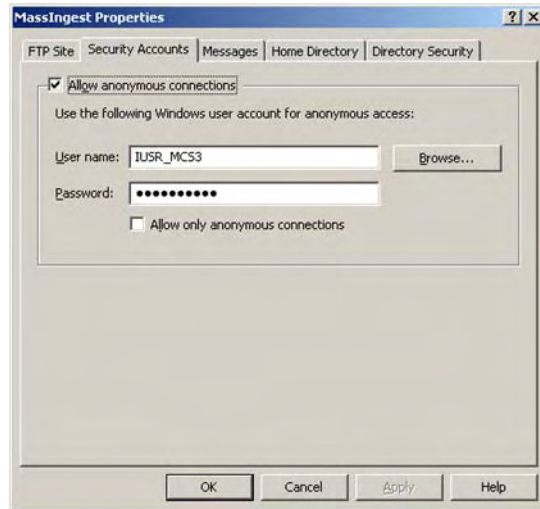 MassIngest Properties
FTP Site Security Accounts Messages Home Directory Directory Security
Allow anonymous connections
Use the following Windows user account for anonymous access:
User name: IUSR_MCS3 Browse...
Password: ●●●●●●●●●●
Allow only anonymous connections
OK Cancel Apply Help